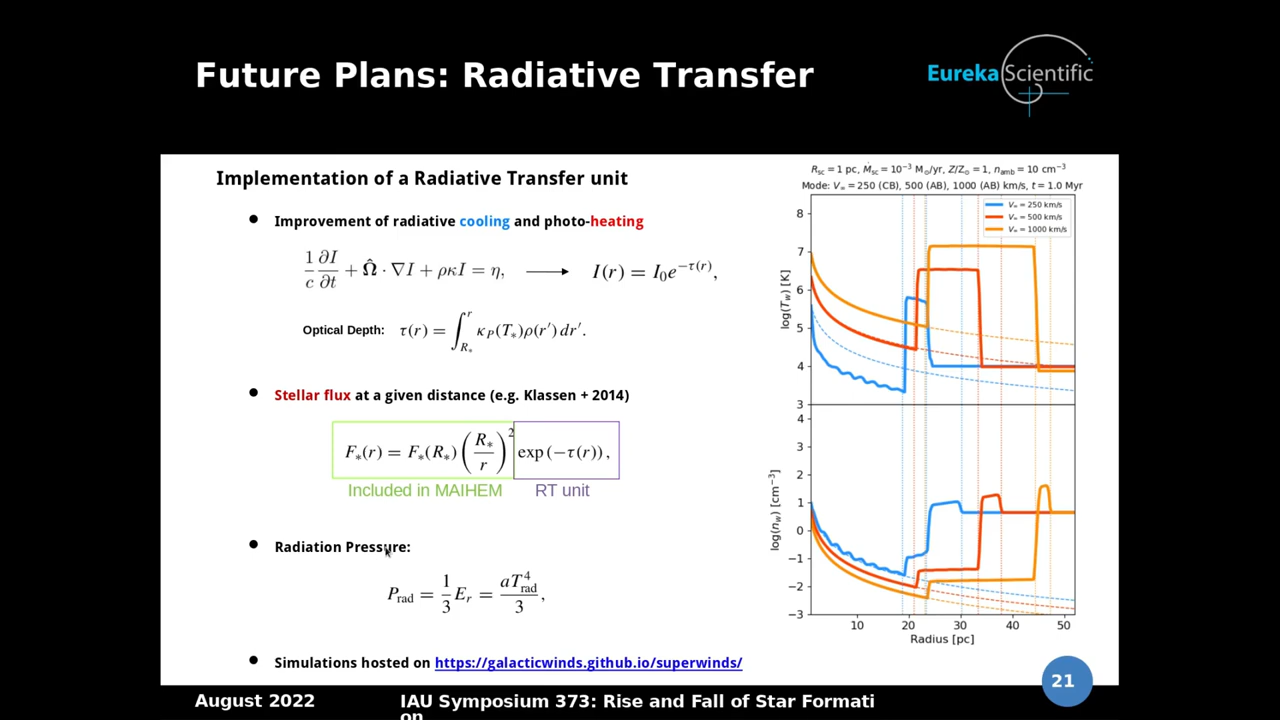 Future Plans: Radiative Transfer
EurekaScientific
Implementation of a Radiative Transfer unit
• Improvement of radiative cooling and photo-heating
1/c ∂I/∂t + Ω̂ · ∇I + ρκI = η, ⟶ I(r) = I₀e^{−τ(r)},
Optical Depth: τ(r) = ∫_{R*}^{r} κ_P(T*)ρ(r′) dr′.
• Stellar flux at a given distance (e.g. Klassen + 2014)
F*(r) = F*(R*) (R*/r)² exp (−τ(r)),
Included in MAIHEM RT unit
• Radiation Pressure:
P_rad = 1/3 E_r = aT⁴_rad/3,
• Simulations hosted on https://galacticwinds.github.io/superwinds/
R_sc = 1 pc, Ṁ_sc = 10⁻³ M⊙/yr, Z/Z⊙ = 1, n_amb = 10 cm⁻³
Mode: V∞ = 250 (CB), 500 (AB), 1000 (AB) km/s, t = 1.0 Myr
V∞ = 250 km/s
V∞ = 500 km/s
V∞ = 1000 km/s
log(T_w) [K]
8
7
6
5
4
3
log(n_w) [cm⁻³]
4
3
2
1
0
−1
−2
−3
10 20 30 40 50
Radius [pc]
21
August 2022
IAU Symposium 373: Rise and Fall of Star Formati
on